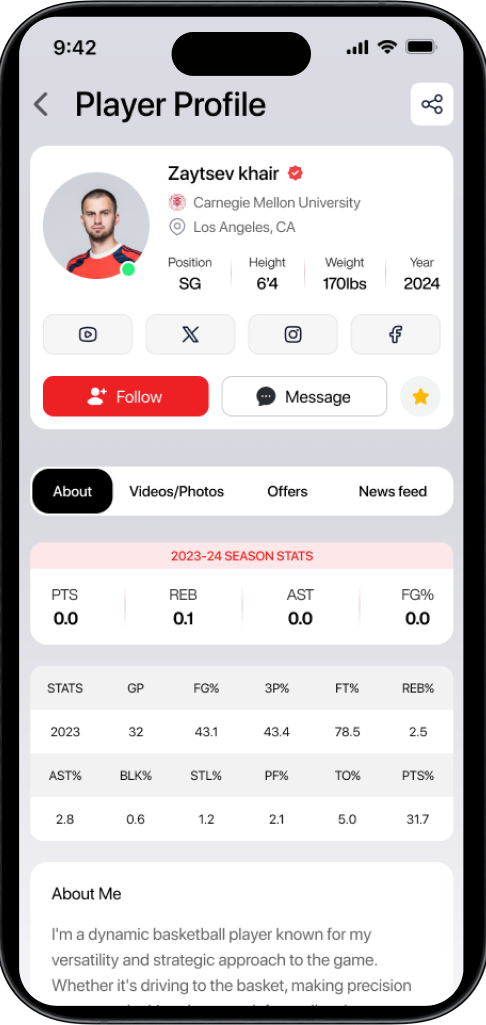 9:42
Player Profile
Zaytsev khair
Carnegie Mellon University
Los Angeles, CA
Position Height Weight Year
SG 6'4 170lbs 2024
Follow Message
About Videos/Photos Offers News feed
2023-24 SEASON STATS
PTS REB AST FG%
0.0 0.1 0.0 0.0
STATS GP FG% 3P% FT% REB%
2023 32 43.1 43.4 78.5 2.5
AST% BLK% STL% PF% TO% PTS%
2.8 0.6 1.2 2.1 5.0 31.7
About Me
I'm a dynamic basketball player known for my
versatility and strategic approach to the game.
Whether it's driving to the basket, making precision